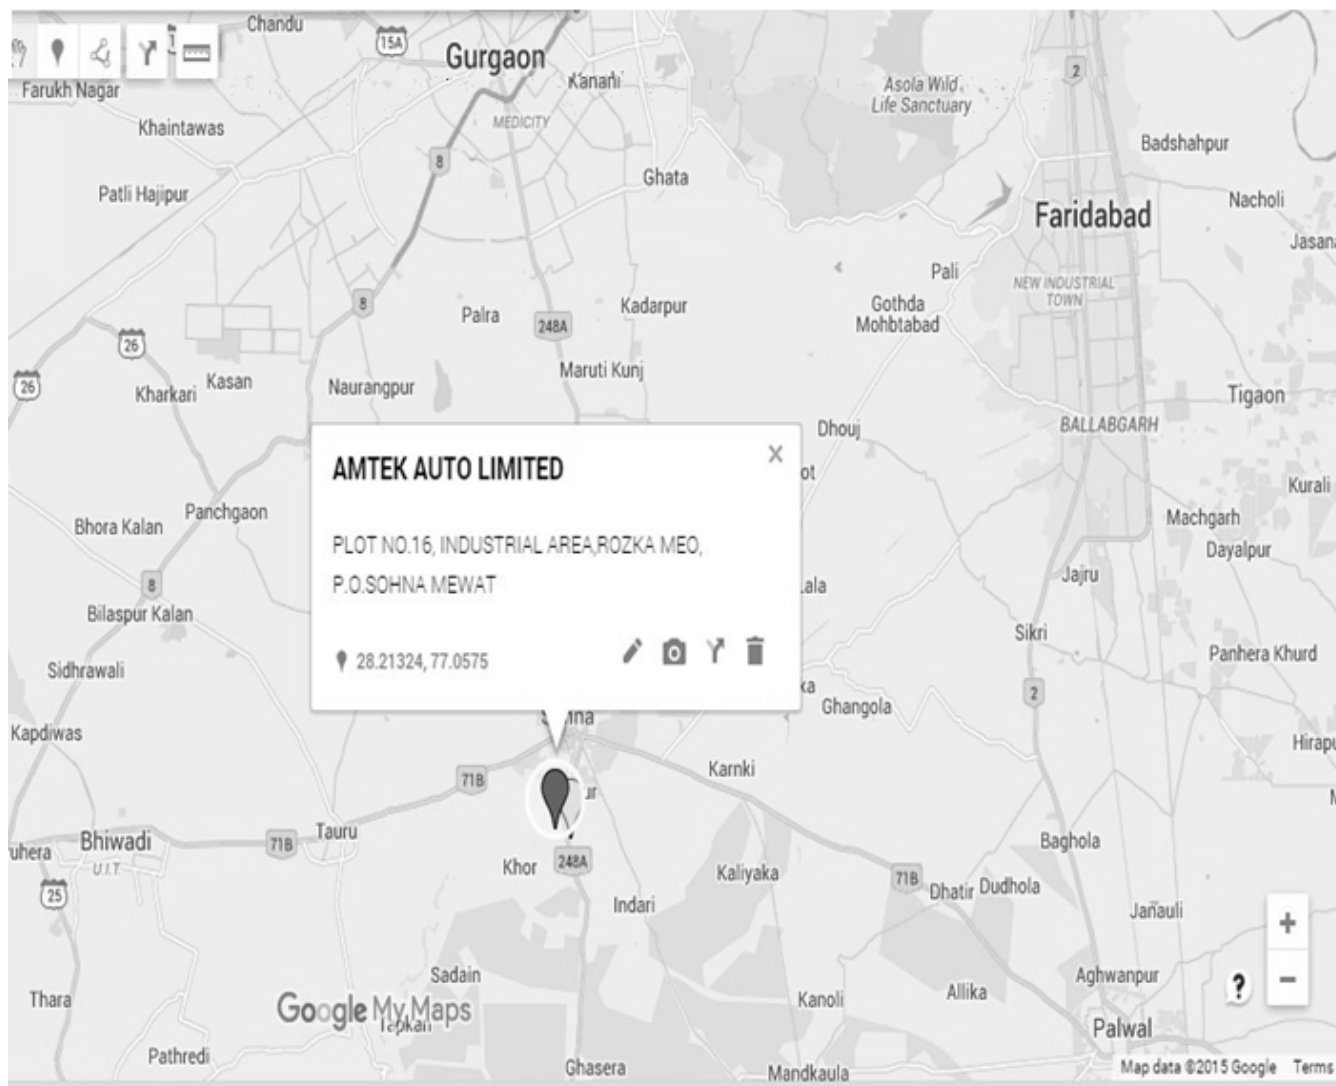 Chandu
15A
Gurgaon
Kanahi
2
Asola Wild
Life Sanctuary
Farukh Nagar
MEDICITY
Khaintawas
Badshahpur
8
Ghata
Patli Hajipur
Nacholi
Faridabad
Jasana
Pali
NEW INDUSTRIAL
TOWN
8
Palra
248A
Kadarpur
Gothda
Mohbtabad
26
Maruti Kunj
26
Kharkari
Kasan
Naurangpur
Tigaon
Dhouj
BALLABGARH
AMTEK AUTO LIMITED
Kurali
Panchgaon
Bhora Kalan
Machgarh
PLOT NO.16, INDUSTRIAL AREA,ROZKA MEO,
Dayalpur
P.O.SOHNA MEWAT
Jajru
8
Bilaspur Kalan
Sikri
28.21324, 77.0575
Panhera Khurd
Sidhrawali
2
Ghangola
Kapdiwas
Hirapu
71B
Karnki
Bhiwadi
U.I.T.
71B
Tauru
Baghola
Khor
248A
Kaliyaka
71B
Dhatir
Dudhola
25
Indari
Janauli
+
Sadain
Aghwanpur
?
−
Thara
Google My Maps
Tapkan
Kanoli
Allika
Palwal
Pathredi
Ghasera
Mandkaula
Map data ©2015 Google Terms